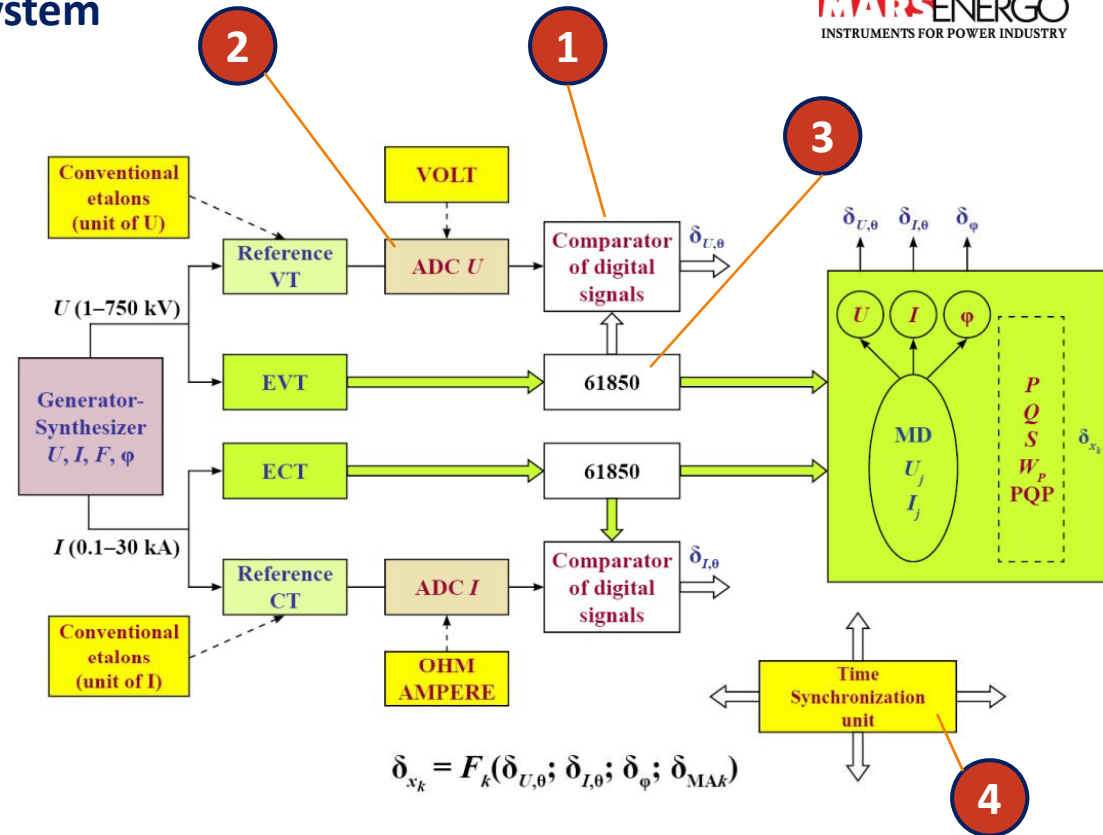 ystem
MARSENERGO
INSTRUMENTS FOR POWER INDUSTRY
2
1
3
Conventional
etalons
(unit of U)
VOLT
Reference
VT
ADC U
Comparator
of digital
signals
δU,θ
δU,θ
δI,θ
δφ
U (1–750 kV)
U
I
φ
EVT
61850
Generator-
Synthesizer
U, I, F, φ
MD
Uj
Ij
P
Q
S
WP
PQP
δxk
ECT
61850
I (0.1–30 kA)
Reference
CT
ADC I
Comparator
of digital
signals
δI,θ
Conventional
etalons
(unit of I)
OHM
AMPERE
Time
Synchronization
unit
δxk = Fk(δU,θ; δI,θ; δφ; δMAk)
4